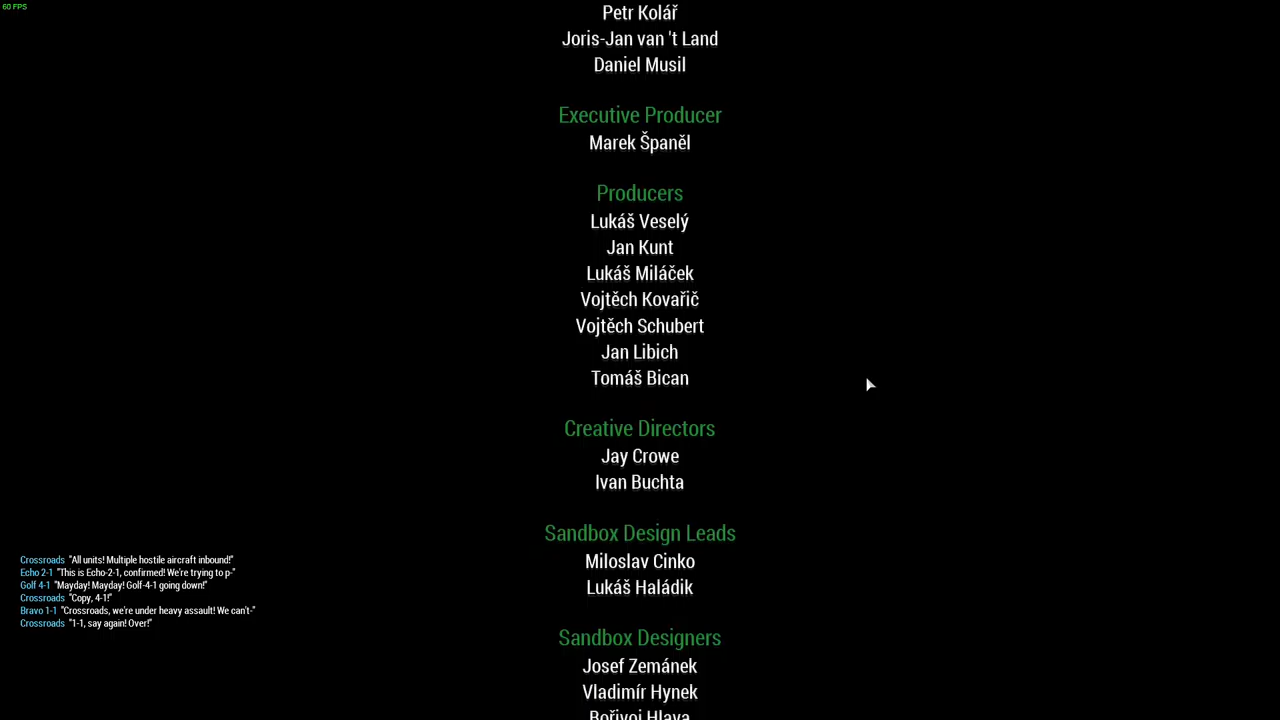 60 FPS
Petr Kolář
Joris-Jan van 't Land
Daniel Musil
Executive Producer
Marek Španěl
Producers
Lukáš Veselý
Jan Kunt
Lukáš Miláček
Vojtěch Kovařič
Vojtěch Schubert
Jan Libich
Tomáš Bican
Creative Directors
Jay Crowe
Ivan Buchta
Sandbox Design Leads
Miloslav Cinko
Lukáš Haládik
Sandbox Designers
Josef Zemánek
Vladimír Hynek
Bořivoj Hlava
Crossroads "All units! Multiple hostile aircraft inbound!"
Echo 2-1 "This is Echo-2-1, confirmed! We're trying to p-"
Golf 4-1 "Mayday! Mayday! Golf-4-1 going down!"
Crossroads "Copy, 4-1!"
Bravo 1-1 "Crossroads, we're under heavy assault! We can't-"
Crossroads "1-1, say again! Over!"